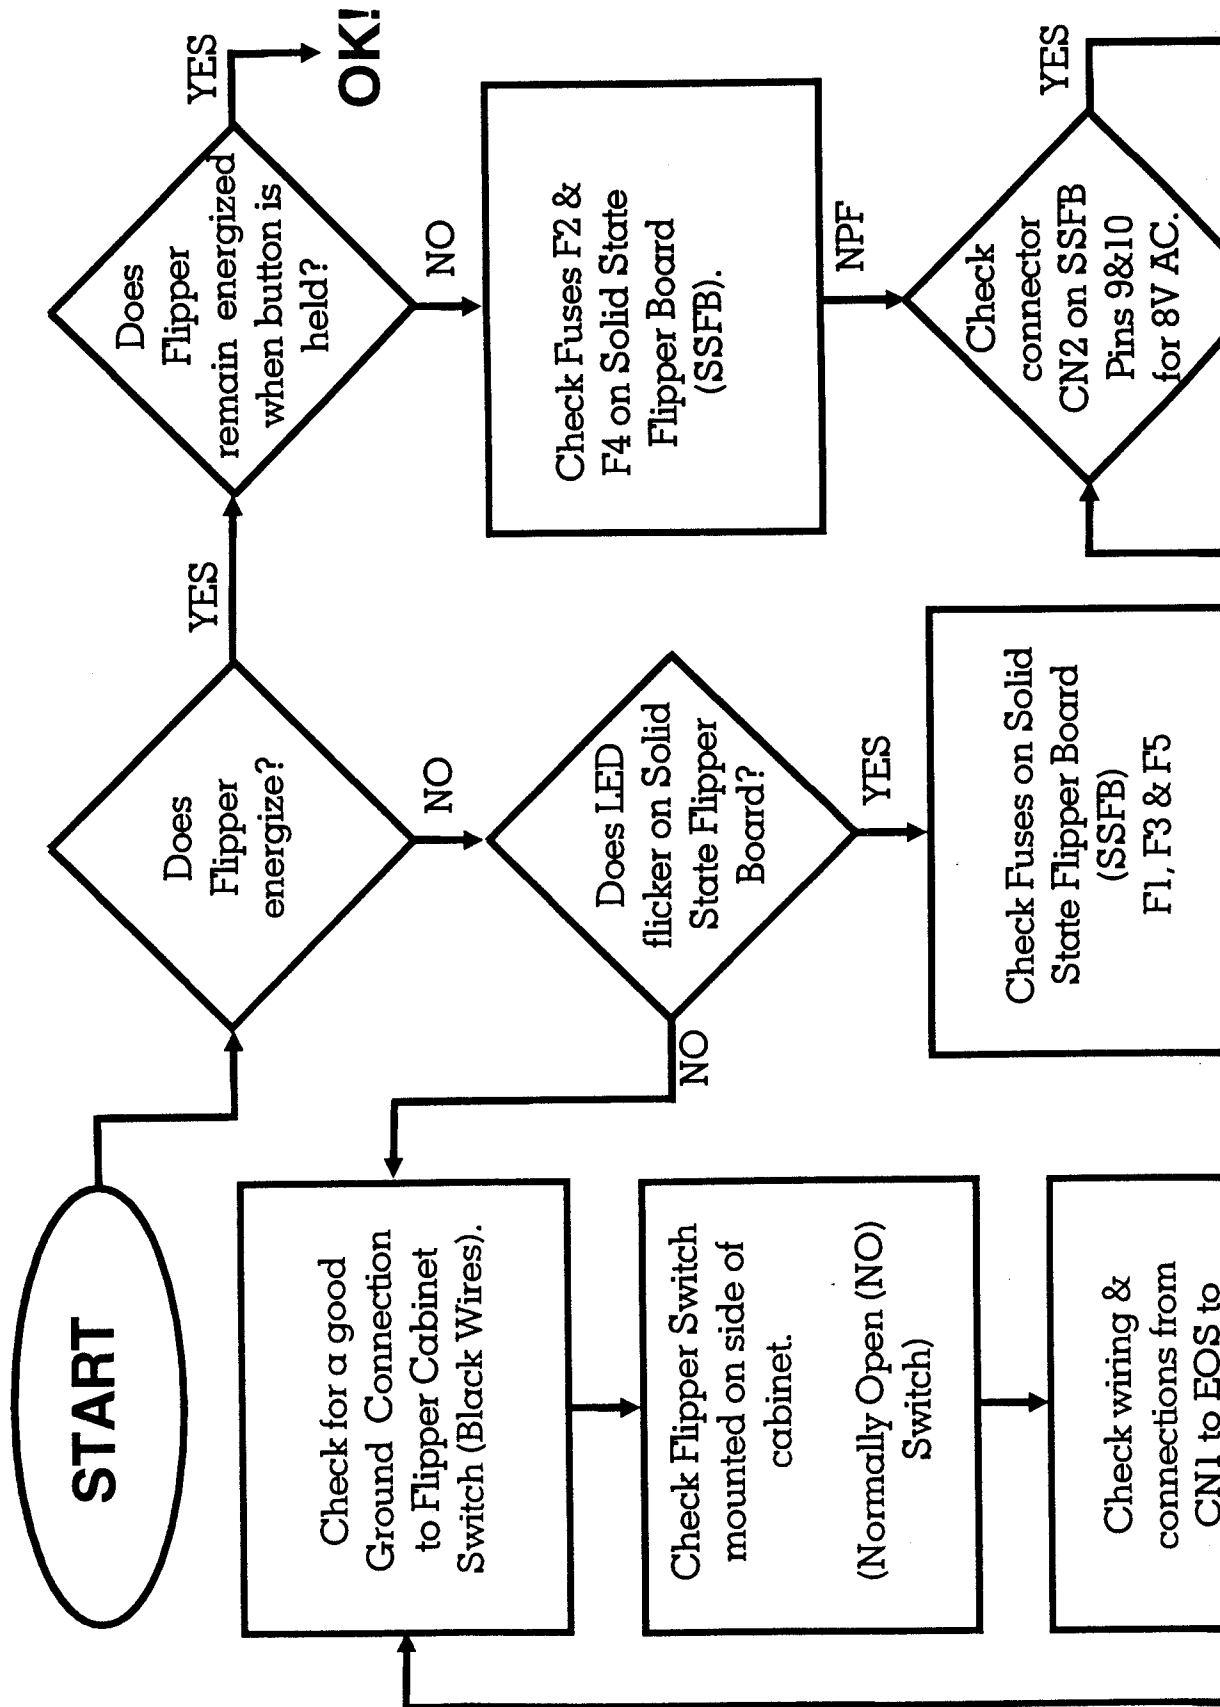 START
Does
Flipper
energize?
YES
Does
Flipper
remain energized
when button is
held?
YES
OK!
NO
Check Fuses F2 &
F4 on Solid State
Flipper Board
(SSFB).
NPF
Check
connector
CN2 on SSFB
Pins 9&10
for 8V AC.
YES
NO
Does LED
flicker on Solid
State Flipper
Board?
YES
Check Fuses on Solid
State Flipper Board
(SSFB)
F1, F3 & F5
NO
Check for a good
Ground Connection
to Flipper Cabinet
Switch (Black Wires).
Check Flipper Switch
mounted on side of
cabinet.
(Normally Open (NO)
Switch)
Check wiring &
connections from
CN1 to EOS to